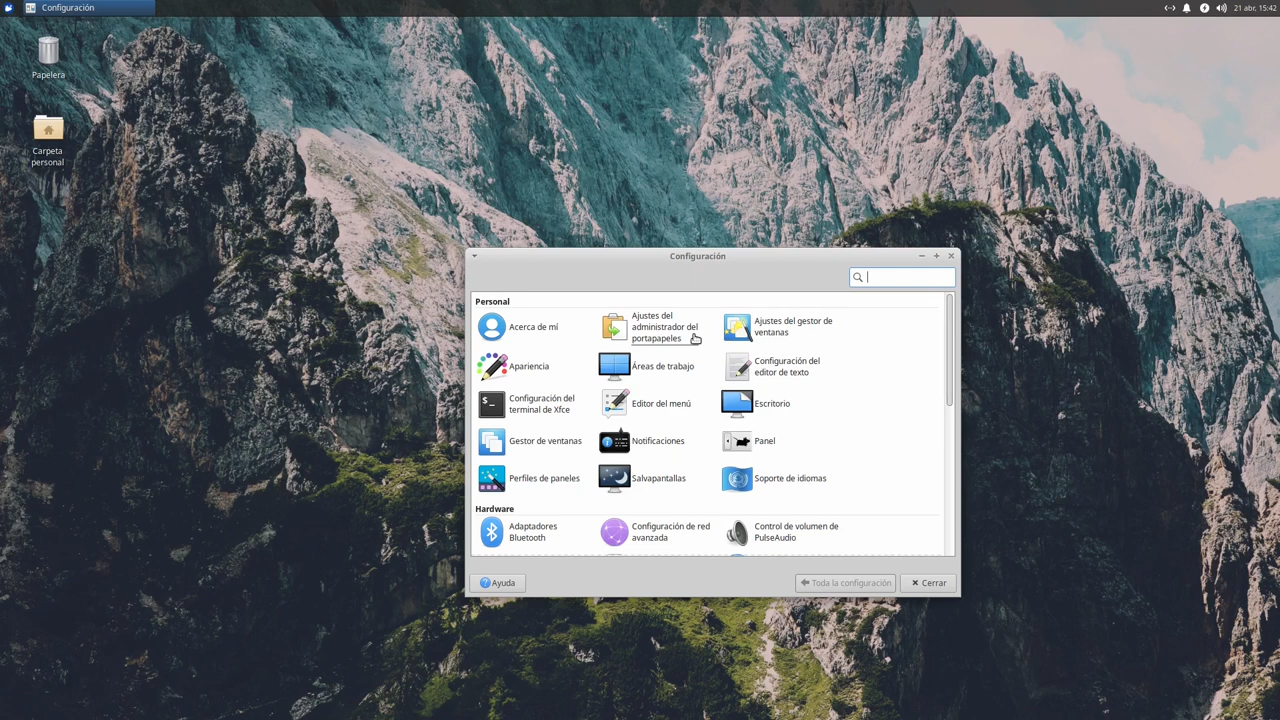 Configuración
21 abr, 15:42
Papelera
Carpeta
personal
Configuración
Personal
Acerca de mí
Ajustes del
administrador del
portapapeles
Ajustes del gestor de
ventanas
Apariencia
Áreas de trabajo
Configuración del
editor de texto
Configuración del
terminal de Xfce
Editor del menú
Escritorio
Gestor de ventanas
Notificaciones
Panel
Perfiles de paneles
Salvapantallas
Soporte de idiomas
Hardware
Adaptadores
Bluetooth
Configuración de red
avanzada
Control de volumen de
PulseAudio
Ayuda
Toda la configuración
Cerrar